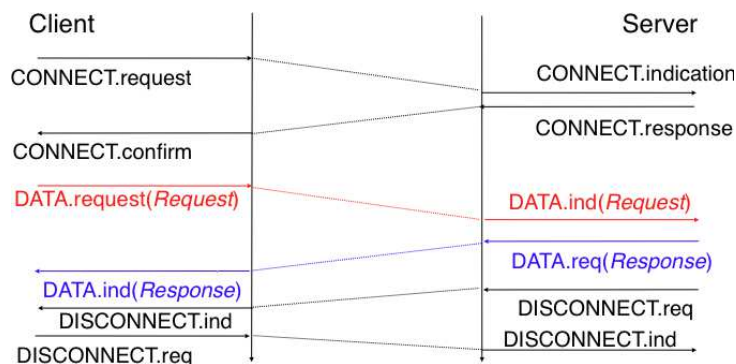 Client
Server
CONNECT.request
CONNECT.indication
CONNECT.response
CONNECT.confirm
DATA.request(Request)
DATA.ind(Request)
DATA.req(Response)
DATA.ind(Response)
DISCONNECT.req
DISCONNECT.ind
DISCONNECT.ind
DISCONNECT.req